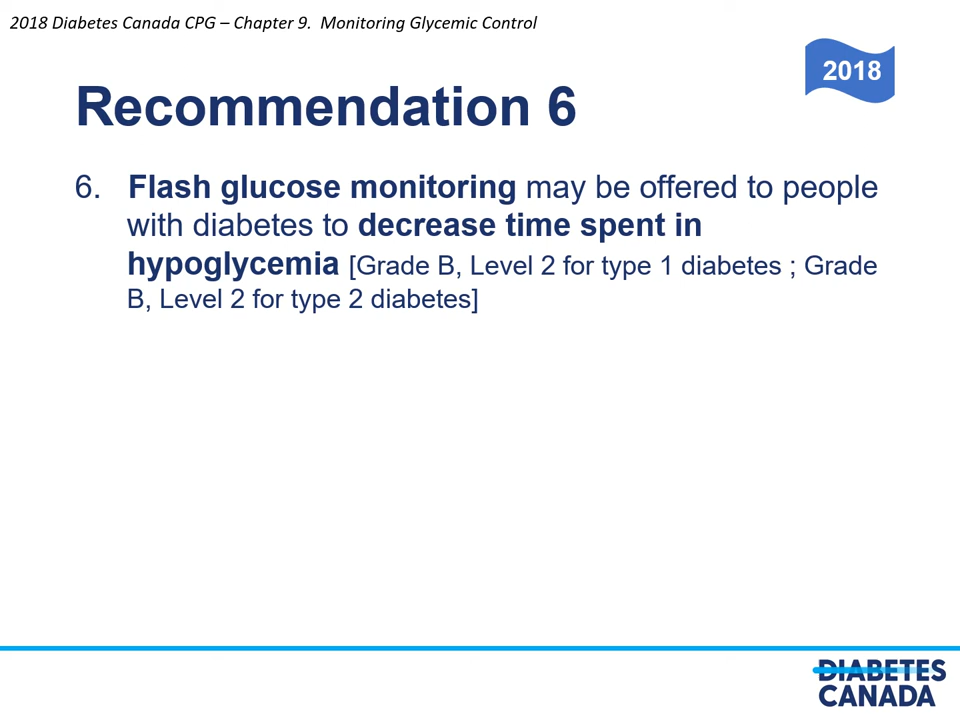 2018 Diabetes Canada CPG – Chapter 9.  Monitoring Glycemic Control
2018
Recommendation 6
6. Flash glucose monitoring may be offered to people
with diabetes to decrease time spent in
hypoglycemia [Grade B, Level 2 for type 1 diabetes ; Grade
B, Level 2 for type 2 diabetes]
DIABETES
CANADA